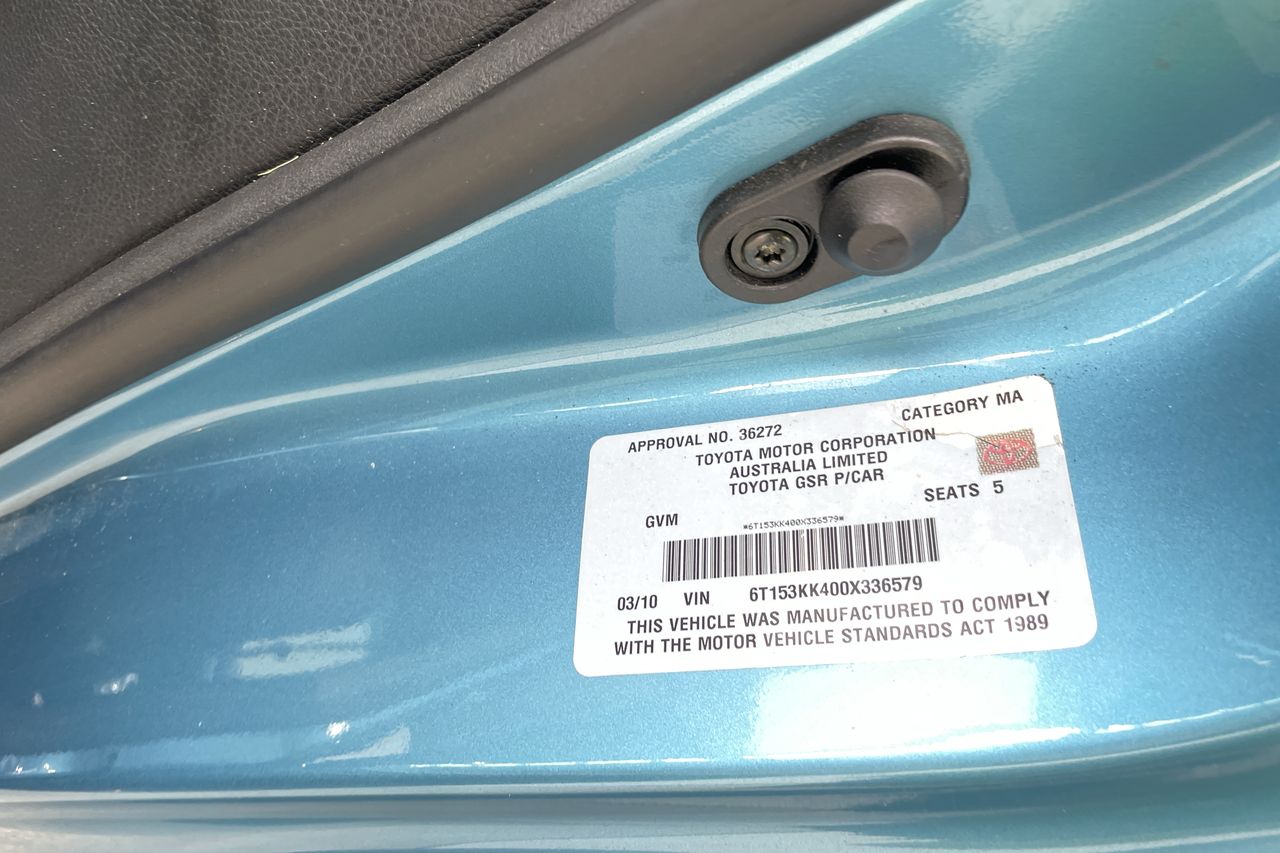 APPROVAL NO. 36272
CATEGORY MA
TOYOTA MOTOR CORPORATION
AUSTRALIA LIMITED
TOYOTA GSR P/CAR
SEATS 5
GVM
*6T153KK400X336579*
03/10 VIN 6T153KK400X336579
THIS VEHICLE WAS MANUFACTURED TO COMPLY
WITH THE MOTOR VEHICLE STANDARDS ACT 1989